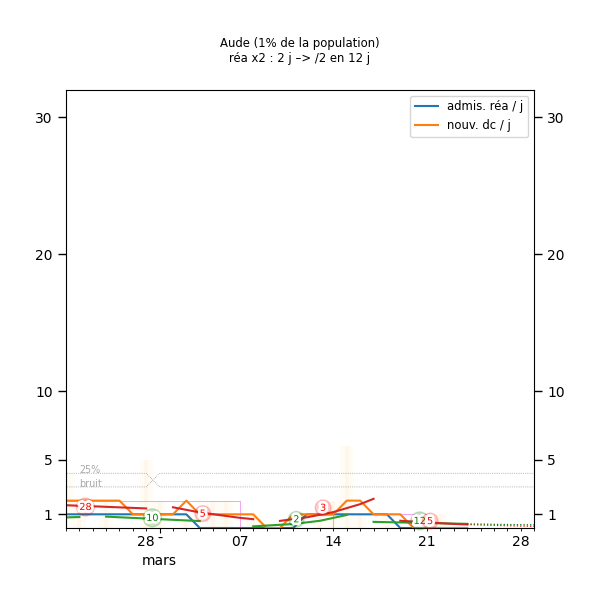 Aude (1% de la population)
réa x2 : 2 j –> /2 en 12 j
admis. réa / j
nouv. dc / j
30 30
20 20
10 10
5 5
1 1
25%
bruit
28 10 5 2 3 12 5
28 07 14 21 28
mars